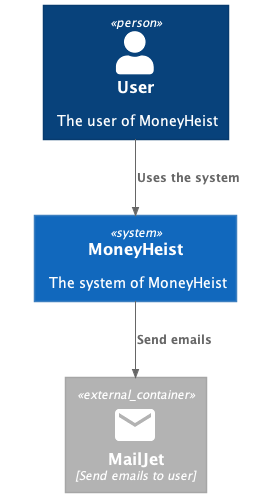 «person»
User
The user of MoneyHeist
Uses the system
«system»
MoneyHeist
The system of MoneyHeist
Send emails
«external_container»
MailJet
[Send emails to user]